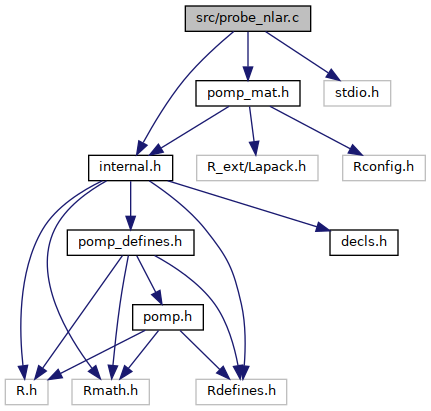 src/probe_nlar.c
pomp_mat.h
stdio.h
internal.h
R_ext/Lapack.h
Rconfig.h
pomp_defines.h
decls.h
pomp.h
R.h
Rmath.h
Rdefines.h